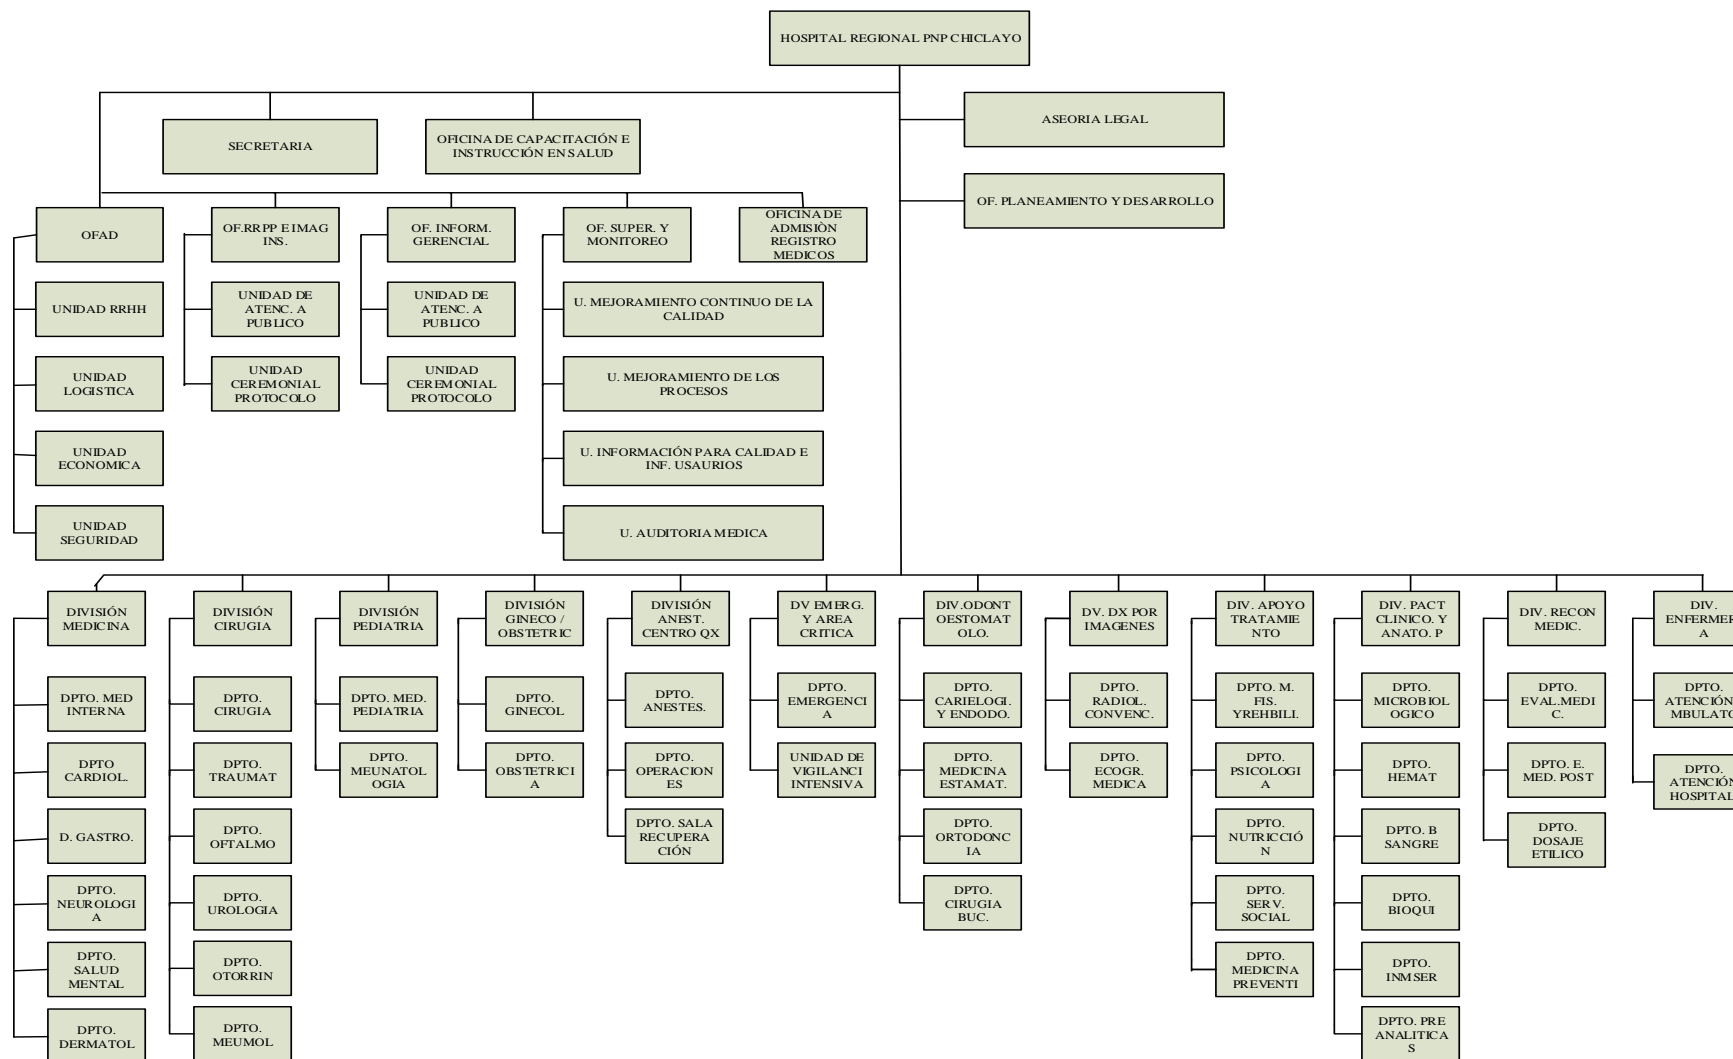 HOSPITAL REGIONAL PNP CHICLAYO
ASEORIA LEGAL
SECRETARIA
OFICINA DE CAPACITACIÓN E
INSTRUCCIÓN EN SALUD
OF. PLANEAMIENTO Y DESARROLLO
OFAD
OF.RRPP E IMAG
INS.
OF. INFORM.
GERENCIAL
OF. SUPER. Y
MONITOREO
OFICINA DE
ADMISIÒN
REGISTRO
MEDICOS
UNIDAD RRHH
UNIDAD DE
ATENC. A
PUBLICO
UNIDAD DE
ATENC. A
PUBLICO
U. MEJORAMIENTO CONTINUO DE LA
CALIDAD
UNIDAD
LOGISTICA
UNIDAD
CEREMONIAL
PROTOCOLO
UNIDAD
CEREMONIAL
PROTOCOLO
U. MEJORAMIENTO DE LOS
PROCESOS
UNIDAD
ECONOMICA
U. INFORMACIÓN PARA CALIDAD E
INF. USAURIOS
UNIDAD
SEGURIDAD
U. AUDITORIA MEDICA
DIVISIÓN
MEDICINA
DIVISIÓN
CIRUGIA
DIVISIÓN
PEDIATRIA
DIVISIÓN
GINECO /
OBSTETRIC
DIVISIÓN
ANEST.
CENTRO QX
DV EMERG.
Y AREA
CRITICA
DIV.ODONT
OESTOMAT
OLO.
DV. DX POR
IMAGENES
DIV. APOYO
TRATAMIE
NTO
DIV. PACT
CLINICO. Y
ANATO. P
DIV. RECON
MEDIC.
DIV.
ENFERMER
A
DPTO. MED
INTERNA
DPTO.
CIRUGIA
DPTO. MED.
PEDIATRIA
DPTO.
GINECOL
DPTO.
ANESTES.
DPTO.
EMERGENCI
A
DPTO.
CARIELOGI.
Y ENDODO.
DPTO.
RADIOL.
CONVENC.
DPTO. M.
FIS.
YREHBILI.
DPTO.
MICROBIOL
OGICO
DPTO.
EVAL.MEDI
C.
DPTO.
ATENCIÓN
MBULATO
DPTO
CARDIOL.
DPTO.
TRAUMAT
DPTO.
MEUNATOL
OGIA
DPTO.
OBSTETRICI
A
DPTO.
OPERACION
ES
UNIDAD DE
VIGILANCI
INTENSIVA
DPTO.
MEDICINA
ESTAMAT.
DPTO.
ECOGR.
MEDICA
DPTO.
PSICOLOGI
A
DPTO.
HEMAT
DPTO. E.
MED. POST
DPTO.
ATENCIÓN
HOSPITAL
D. GASTRO.
DPTO.
OFTALMO
DPTO. SALA
RECUPERA
CIÓN
DPTO.
ORTODONC
IA
DPTO.
NUTRICCIÓ
N
DPTO. B
SANGRE
DPTO.
DOSAJE
ETILICO
DPTO.
NEUROLOGI
A
DPTO.
UROLOGIA
DPTO.
CIRUGIA
BUC.
DPTO.
SERV.
SOCIAL
DPTO.
BIOQUI
DPTO.
SALUD
MENTAL
DPTO.
OTORRIN
DPTO.
MEDICINA
PREVENTI
DPTO.
INMSER
DPTO.
DERMATOL
DPTO.
MEUMOL
DPTO. PRE
ANALITICA
S